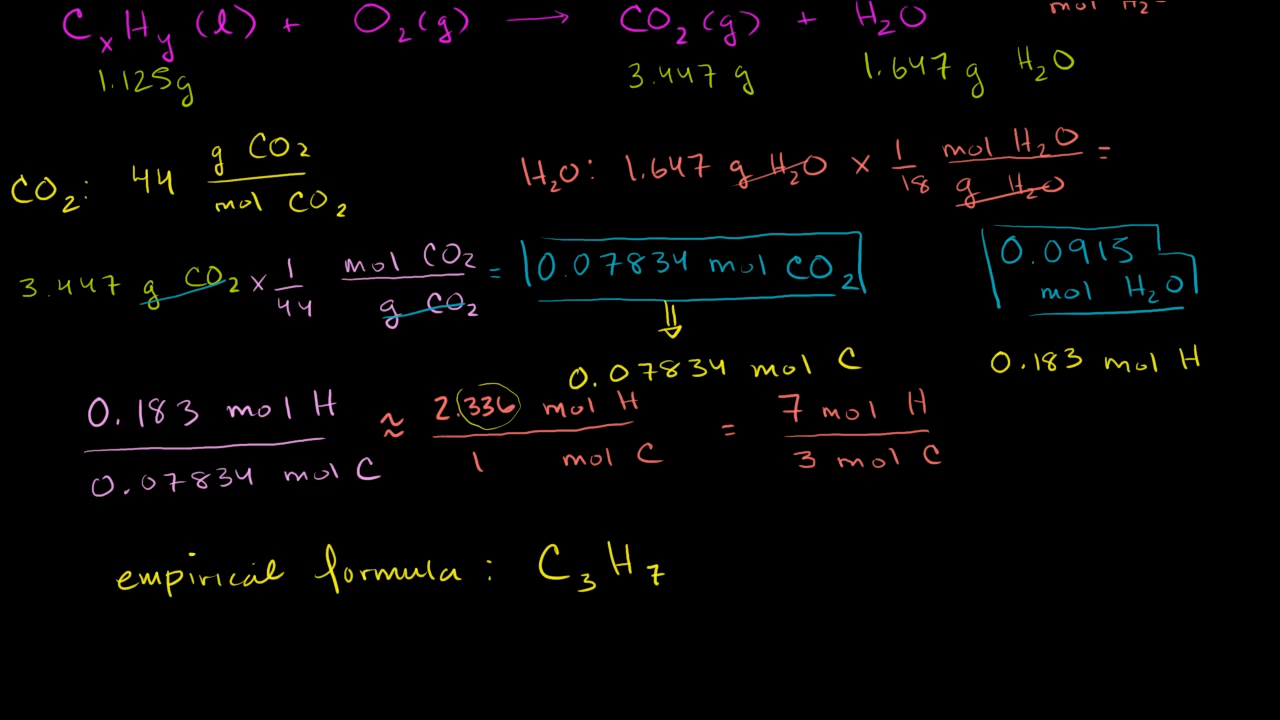 CxHy (l) + O₂(g) → CO₂(g) + H₂O
mol H₂
1.125g 3.447 g 1.647 g H₂O
CO₂: 44 g CO₂ / mol CO₂
H₂O: 1.647 g H₂O × 1/18 mol H₂O / g H₂O =
3.447 g CO₂ × 1/44 mol CO₂ / g CO₂ = 0.07834 mol CO₂
0.0915
mol H₂O
⇓
0.07834 mol C
0.183 mol H
0.183 mol H / 0.07834 mol C ≈ 2.336 mol H / 1 mol C = 7 mol H / 3 mol C
empirical formula : C₃H₇